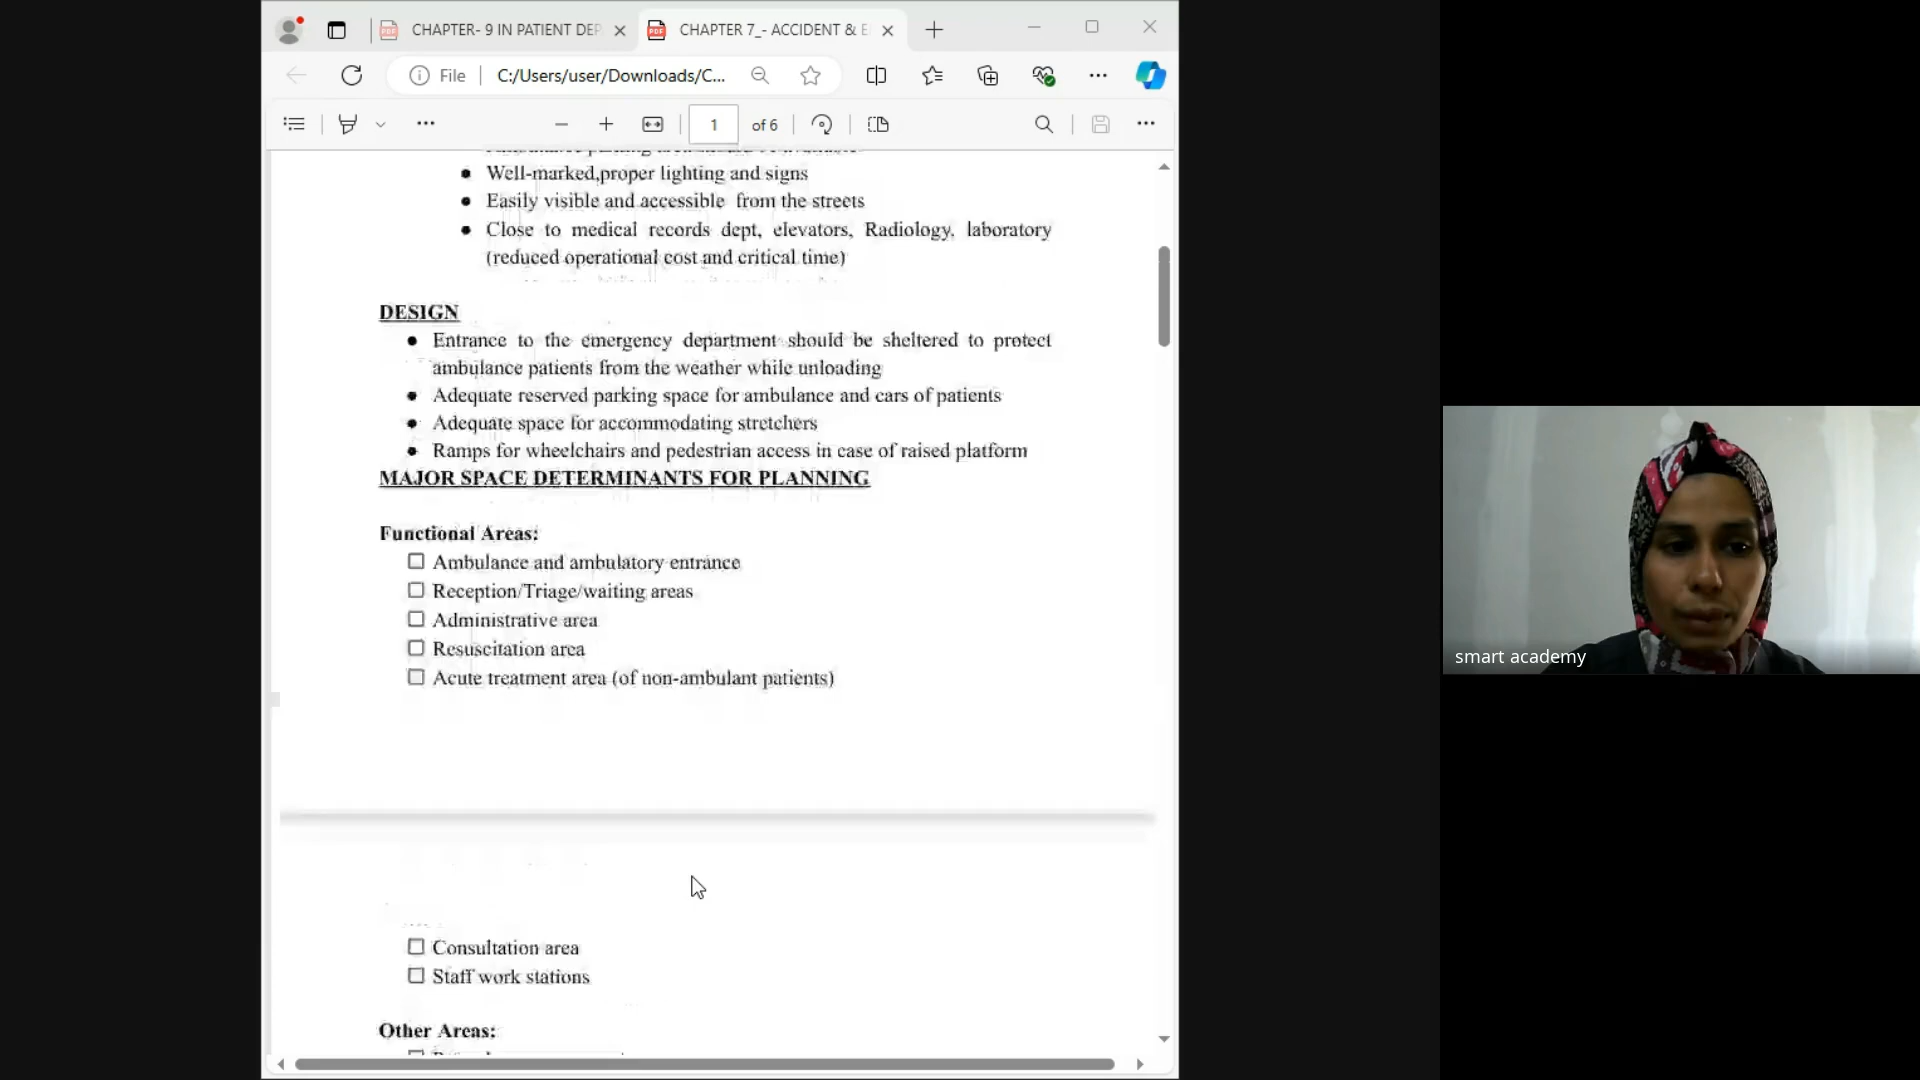 CHAPTER- 9 IN PATIENT DEP
CHAPTER 7_- ACCIDENT & E
File
C:/Users/user/Downloads/C...
1 of 6
Well-marked,proper lighting and signs
Easily visible and accessible from the streets
Close to medical records dept, elevators, Radiology, laboratory
(reduced operational cost and critical time)
DESIGN
Entrance to the emergency department should be sheltered to protect
ambulance patients from the weather while unloading
Adequate reserved parking space for ambulance and cars of patients
Adequate space for accommodating stretchers
Ramps for wheelchairs and pedestrian access in case of raised platform
MAJOR SPACE DETERMINANTS FOR PLANNING
Functional Areas:
Ambulance and ambulatory entrance
Reception/Triage/waiting areas
Administrative area
Resuscitation area
Acute treatment area (of non-ambulant patients)
Consultation area
Staff work stations
Other Areas:
smart academy